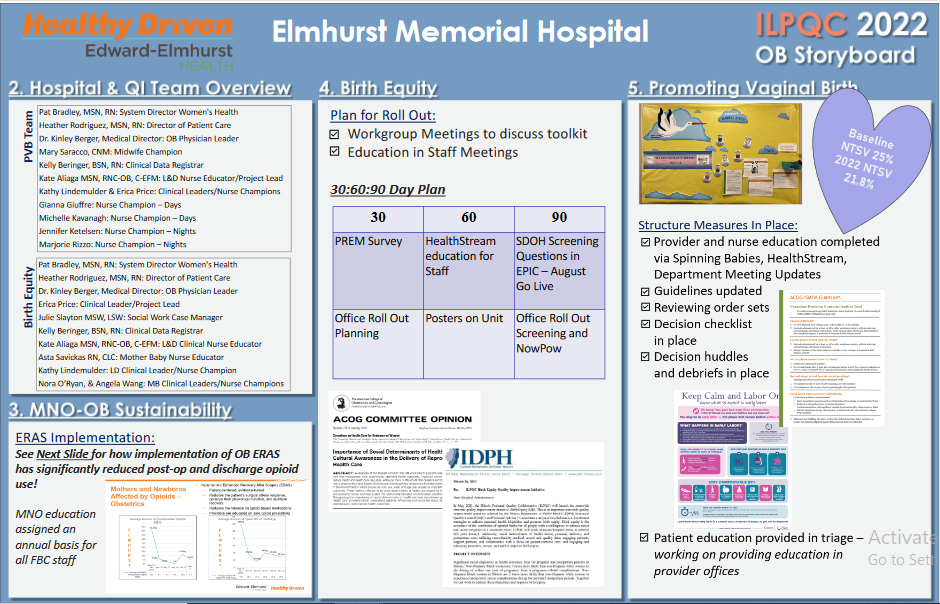 Healthy Driven
Edward-Elmhurst
HEALTH
Elmhurst Memorial Hospital
ILPQC 2022
OB Storyboard
2. Hospital & QI Team Overview
PVB Team
Pat Bradley, MSN, RN: System Director Women's Health
Heather Rodriguez, MSN, RN: Director of Patient Care
Dr. Kinley Berger, Medical Director: OB Physician Leader
Mary Saracco, CNM: Midwife Champion
Kelly Beringer, BSN, RN: Clinical Data Registrar
Kate Aliaga MSN, RNC-OB, C-EFM: L&D Nurse Educator/Project Lead
Kathy Lindemulder & Erica Price: Clinical Leaders/Nurse Champions
Gianna Giuffre: Nurse Champion – Days
Michelle Kavanagh: Nurse Champion – Days
Jennifer Ketelsen: Nurse Champion – Nights
Marjorie Rizzo: Nurse Champion – Nights
Birth Equity
Pat Bradley, MSN, RN: System Director Women's Health
Heather Rodriguez, MSN, RN: Director of Patient Care
Dr. Kinley Berger, Medical Director: OB Physician Leader
Erica Price: Clinical Leader/Project Lead
Julie Slayton MSW, LSW: Social Work Case Manager
Kelly Beringer, BSN, RN: Clinical Data Registrar
Kate Aliaga MSN, RNC-OB, C-EFM: L&D Clinical Nurse Educator
Asta Savickas RN, CLC: Mother Baby Nurse Educator
Kathy Lindemulder: LD Clinical Leader/Nurse Champion
Nora O'Ryan, & Angela Wang: MB Clinical Leaders/Nurse Champions
3. MNO-OB Sustainability
ERAS Implementation:
See Next Slide for how implementation of OB ERAS
has significantly reduced post-op and discharge opioid
use!
MNO education
assigned an
annual basis for
all FBC staff
Mothers and Newborns
Affected by Opioids –
Obstetrics
Edward-Elmhurst
4. Birth Equity
Plan for Roll Out:
☑ Workgroup Meetings to discuss toolkit
☑ Education in Staff Meetings
30:60:90 Day Plan
30 60 90
PREM Survey
HealthStream
education for
Staff
SDOH Screening
Questions in
EPIC – August
Go Live
Office Roll Out
Planning
Posters on Unit
Office Roll Out
Screening and
NowPow
ACOG COMMITTEE OPINION
Importance of Social Determinants of Health
Cultural Awareness in the Delivery of Repro
Health Care
IDPH
5. Promoting Vaginal Birth
Baseline
NTSV 25%
2022 NTSV
21.8%
Structure Measures In Place:
☑ Provider and nurse education completed
via Spinning Babies, HealthStream,
Department Meeting Updates
☑ Guidelines updated
☑ Reviewing order sets
☑ Decision checklist
in place
☑ Decision huddles
and debriefs in place
Keep Calm and Labor On
WHAT HAPPENS IN EARLY LABOR
☑ Patient education provided in triage –
working on providing education in
provider offices
Activate